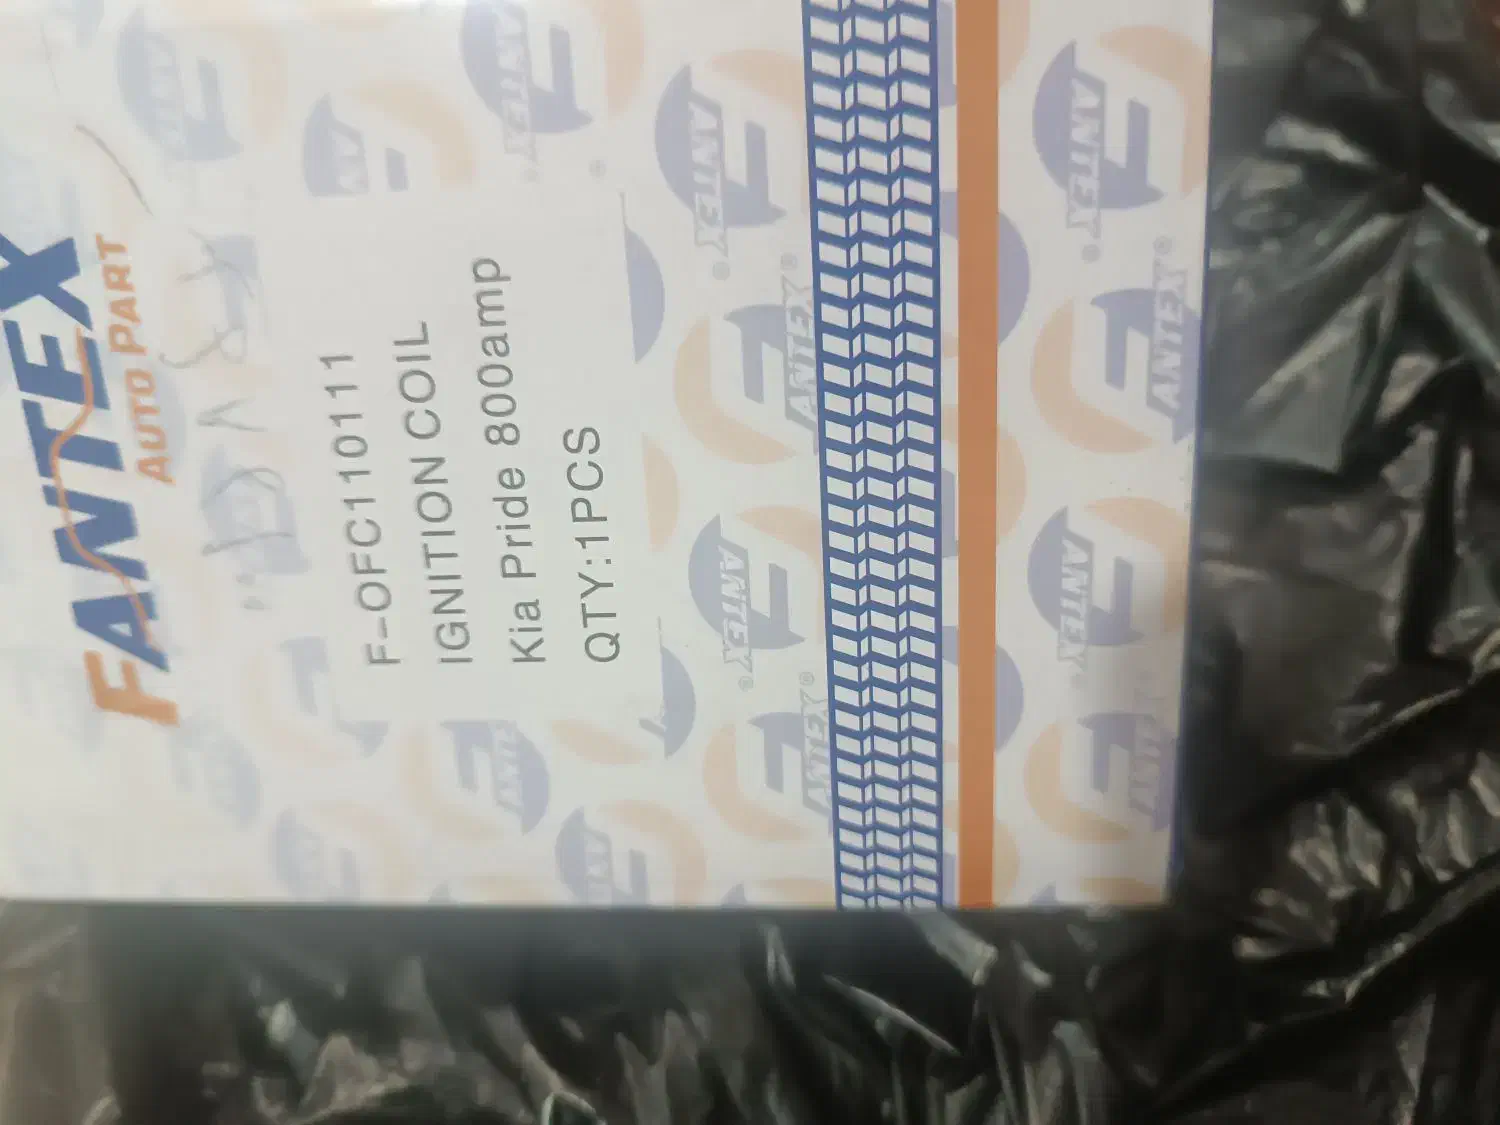 FANTEX
AUTO PART
F-OFC110111
IGNITION COIL
Kia Pride 800amp
QTY:1PCS